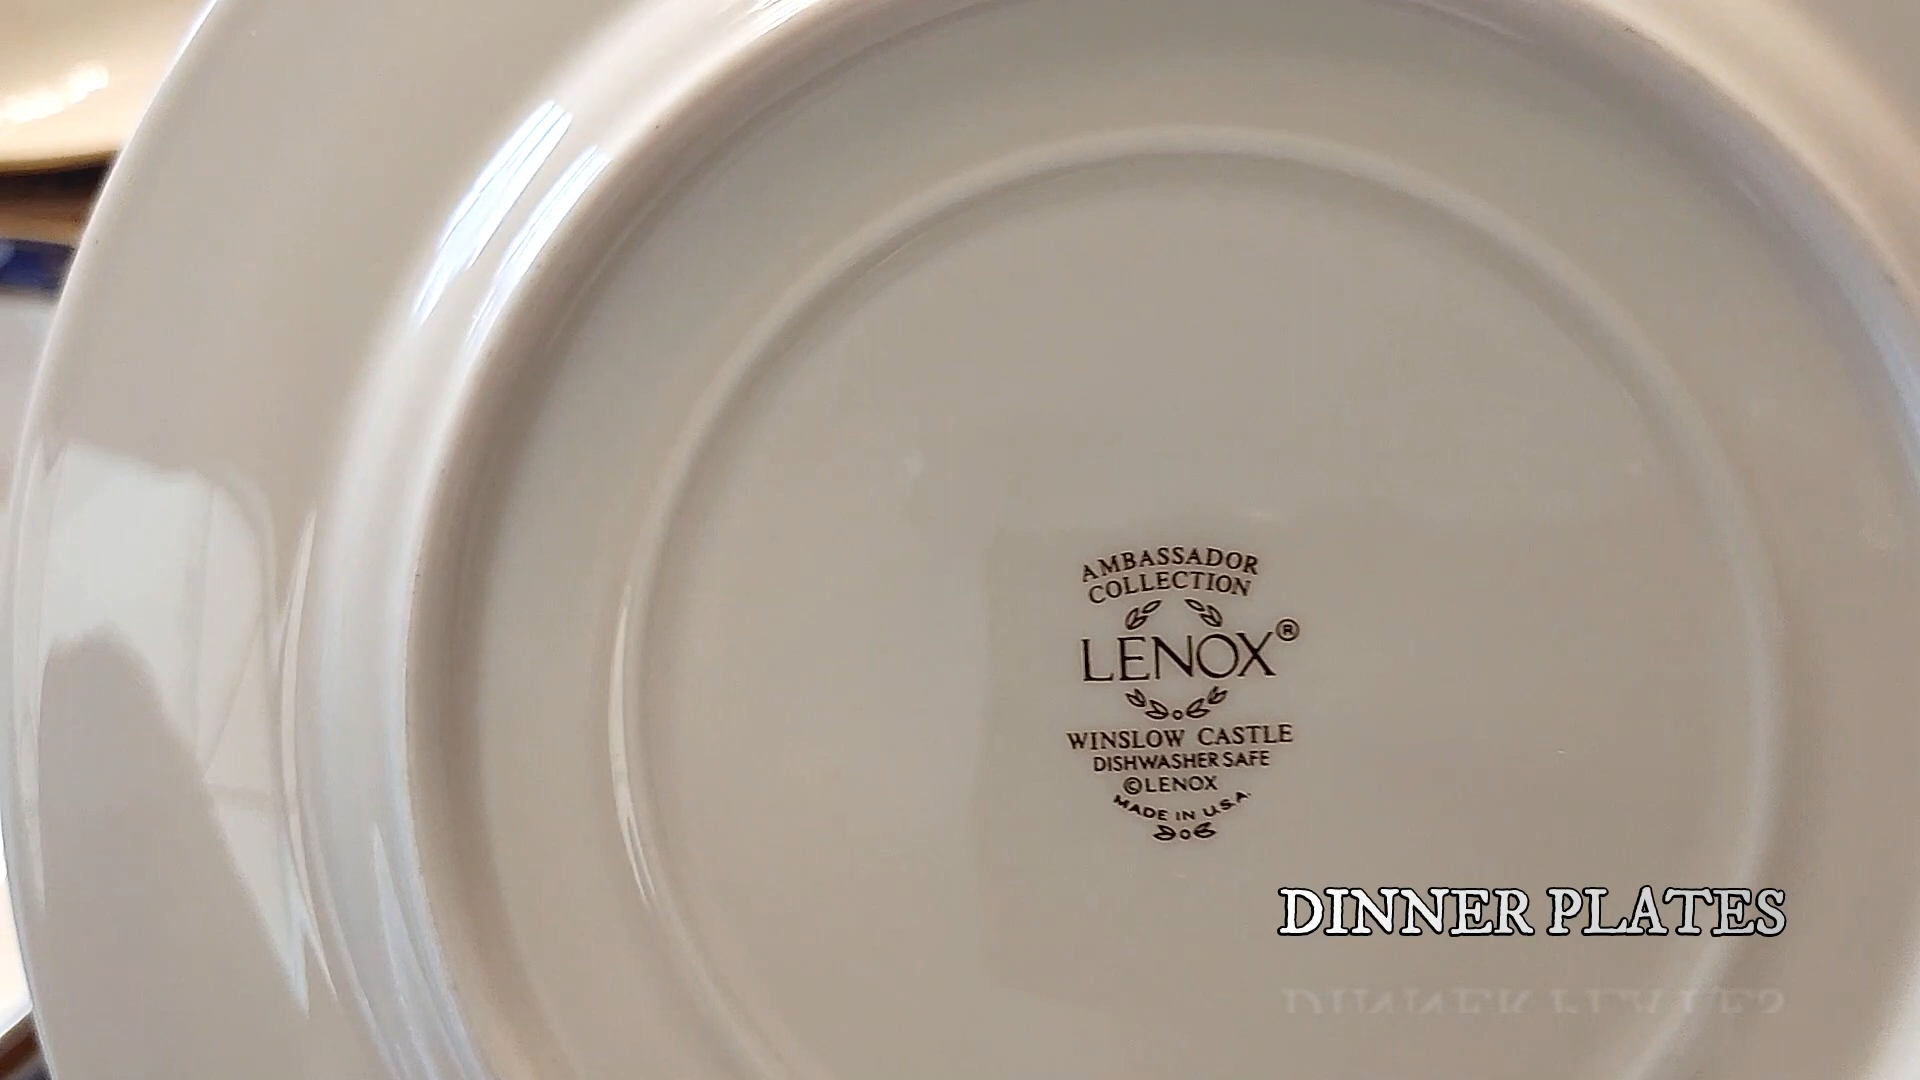 AMBASSADOR
COLLECTION
LENOX®
WINSLOW CASTLE
DISHWASHER SAFE
©LENOX
MADE IN U.S.A.
DINNER PLATES